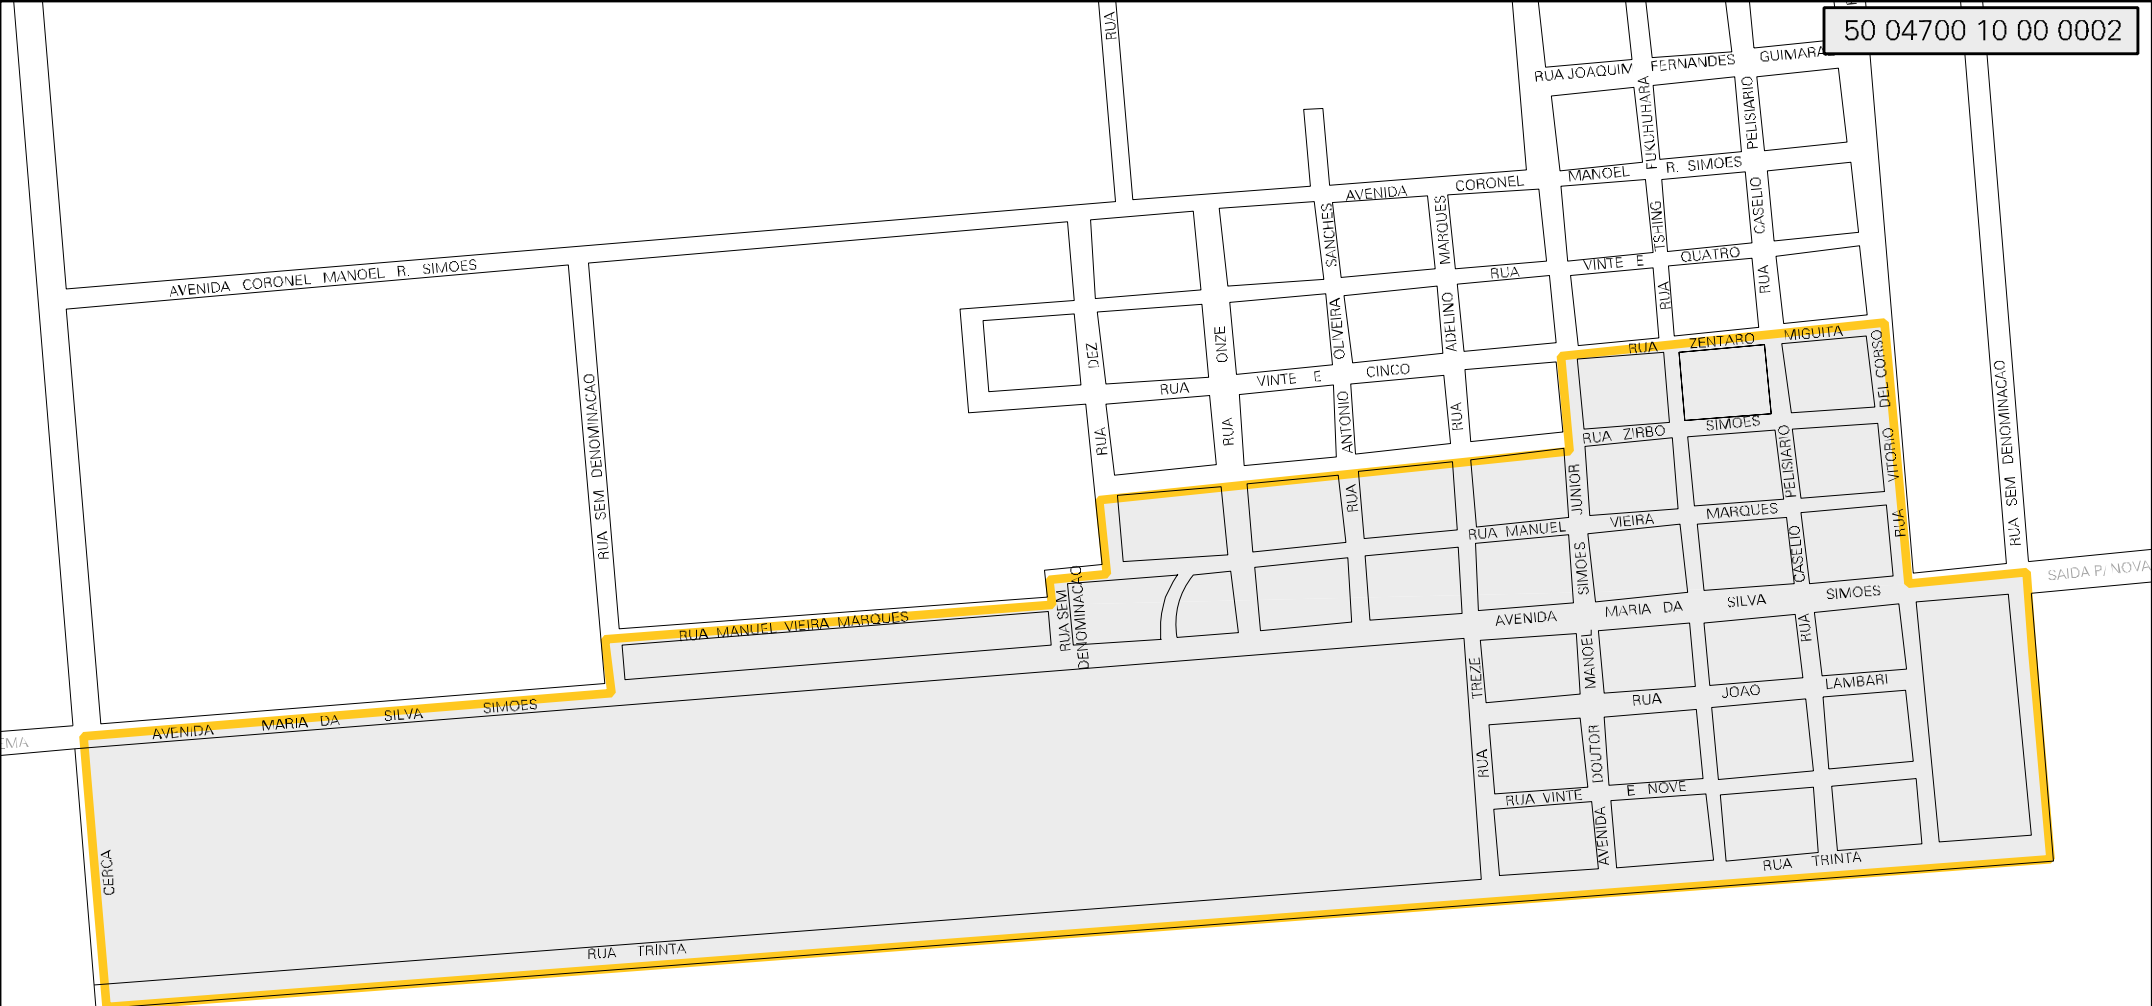 50 04700 10 00 0002
RUA
RUA JOAQUIM FERNANDES GUIMARA
FUKUHUHARA
PELISIARIO
AVENIDA CORONEL MANOEL R. SIMOES
AVENIDA CORONEL MANOEL R. SIMOES
SANCHES
MARQUES
TSHING
CASELIO
RUA VINTE E QUATRO
RUA
RUA
DEZ
ONZE
OLIVEIRA
ADELINO
RUA ZENTARO MIGUITA
DEL CORSO
RUA VINTE E CINCO
RUA SEM DENOMINACAO
RUA SEM DENOMINACAO
RUA
RUA
ANTONIO
RUA
RUA ZIRBO SIMOES
PELISIARIO
VITORIO
RUA
JUNIOR
RUA MANUEL VIEIRA MARQUES
RUA
SIMOES
CASELIO
SAIDA P/ NOVA
RUA SEM
DENOMINACAO
RUA MANUEL VIEIRA MARQUES
AVENIDA MARIA DA SILVA SIMOES
RUA
TREZE
MANOEL
RUA JOAO LAMBARI
AVENIDA MARIA DA SILVA SIMOES
EMA
RUA
DOUTOR
RUA VINTE E NOVE
AVENIDA
CERCA
RUA TRINTA
RUA TRINTA